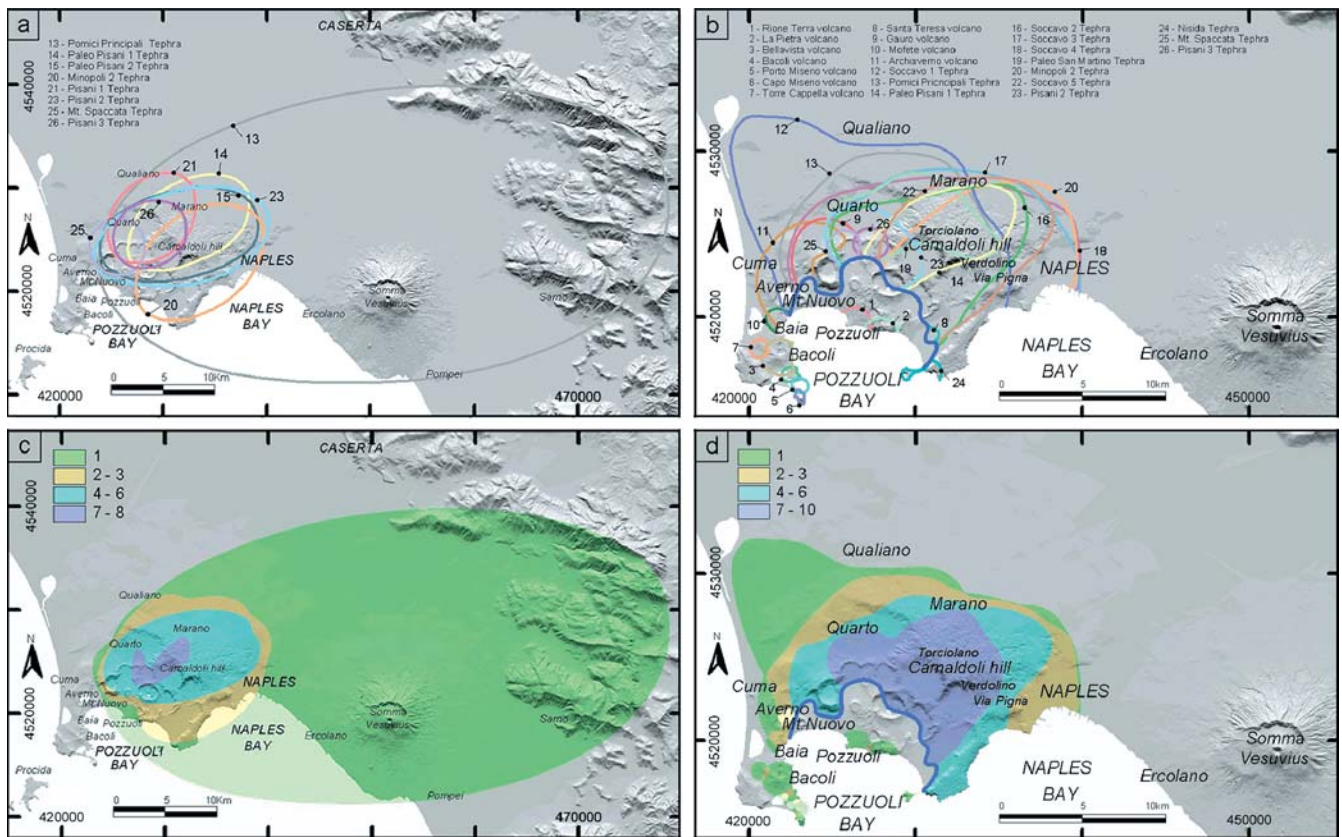 a
CASERTA
13 - Pomici Principali Tephra
14 - Paleo Pisani 1 Tephra
15 - Paleo Pisani 2 Tephra
20 - Minopoli 2 Tephra
21 - Pisani 1 Tephra
23 - Pisani 2 Tephra
25 - Mt. Spaccata Tephra
26 - Pisani 3 Tephra
4540000
13
14
21
Qualiano
15
23
26
Marano
25
Quarto
N
Camaldoli hill
Cuma
NAPLES
Averno
Mt.Nuovo
4520000
Baia
Pozzuoli
20
NAPLES
BAY
Bacoli
Ercolano
Somma
Vesuvius
Sarno
POZZUOLI
BAY
Procida
Pompei
0 5 10Km
420000
470000
b
1 - Rione Terra volcano
2 - La Pietra volcano
3 - Bellavista volcano
4 - Bacoli volcano
5 - Porto Miseno volcano
6 - Capo Miseno volcano
7 - Torre Cappella volcano
8 - Santa Teresa volcano
9 - Gauro volcano
10 - Mofete volcano
11 - Archiaverno volcano
12 - Soccavo 1 Tephra
13 - Pomici Pricncipali Tephra
14 - Paleo Pisani 1 Tephra
16 - Soccavo 2 Tephra
17 - Soccavo 3 Tephra
18 - Soccavo 4 Tephra
19 - Paleo San Martino Tephra
20 - Minopoli 2 Tephra
22 - Soccavo 5 Tephra
23 - Pisani 2 Tephra
24 - Nisida Tephra
25 - Mt. Spaccata Tephra
26 - Pisani 3 Tephra
4530000
12
Qualiano
13
17
22
Marano
20
Quarto
9
26
16
11
25
Torciolano
Camaldoli hill
19
23
Verdolino
18
Cuma
14
Via Pigna
NAPLES
Averno
Mt.Nuovo
N
4520000
1
2
8
10
Baia
Pozzuoli
7
Bacoli
3
24
4
5
6
POZZUOLI
BAY
NAPLES
BAY
Ercolano
Somma
Vesuvius
0 5 10km
420000
450000
c
1
2 - 3
4 - 6
7 - 8
CASERTA
4540000
Qualiano
Marano
Quarto
N
Camaldoli hill
Cuma
NAPLES
Averno
Mt.Nuovo
4520000
Baia
Pozzuoli
Bacoli
NAPLES
BAY
Ercolano
Somma
Vesuvius
Sarno
POZZUOLI
BAY
Procida
Pompei
0 5 10Km
420000
470000
d
1
2 - 3
4 - 6
7 - 10
4530000
Qualiano
Marano
Quarto
Torciolano
Camaldoli hill
Cuma
Verdolino
Via Pigna
NAPLES
Averno
Mt.Nuovo
N
4520000
Baia
Pozzuoli
Bacoli
POZZUOLI
BAY
NAPLES
BAY
Ercolano
Somma
Vesuvius
0 5 10km
420000
450000